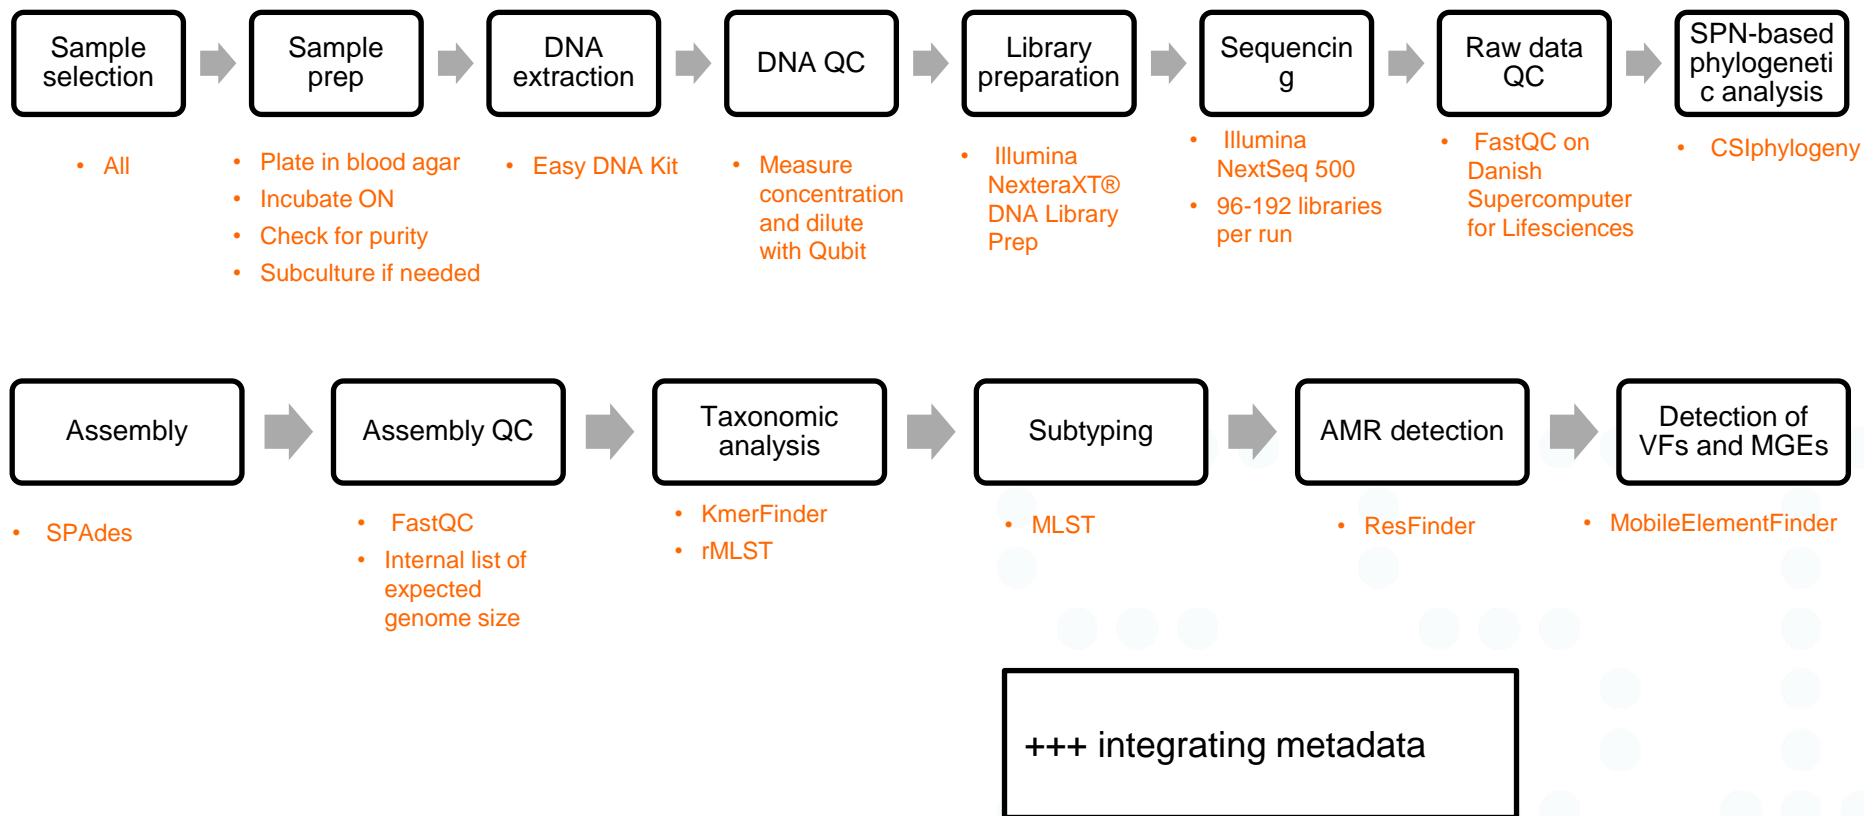 Sample
selection
Sample
prep
DNA
extraction
DNA QC
Library
preparation
Sequencin
g
Raw data
QC
SPN-based
phylogeneti
c analysis
• All
• Plate in blood agar
• Incubate ON
• Check for purity
• Subculture if needed
• Easy DNA Kit
• Measure
concentration
and dilute
with Qubit
• Illumina
NexteraXT®
DNA Library
Prep
• Illumina
NextSeq 500
• 96-192 libraries
per run
• FastQC on
Danish
Supercomputer
for Lifesciences
• CSIphylogeny
Assembly
Assembly QC
Taxonomic
analysis
Subtyping
AMR detection
Detection of
VFs and MGEs
• SPAdes
• FastQC
• Internal list of
expected
genome size
• KmerFinder
• rMLST
• MLST
• ResFinder
• MobileElementFinder
+++ integrating metadata